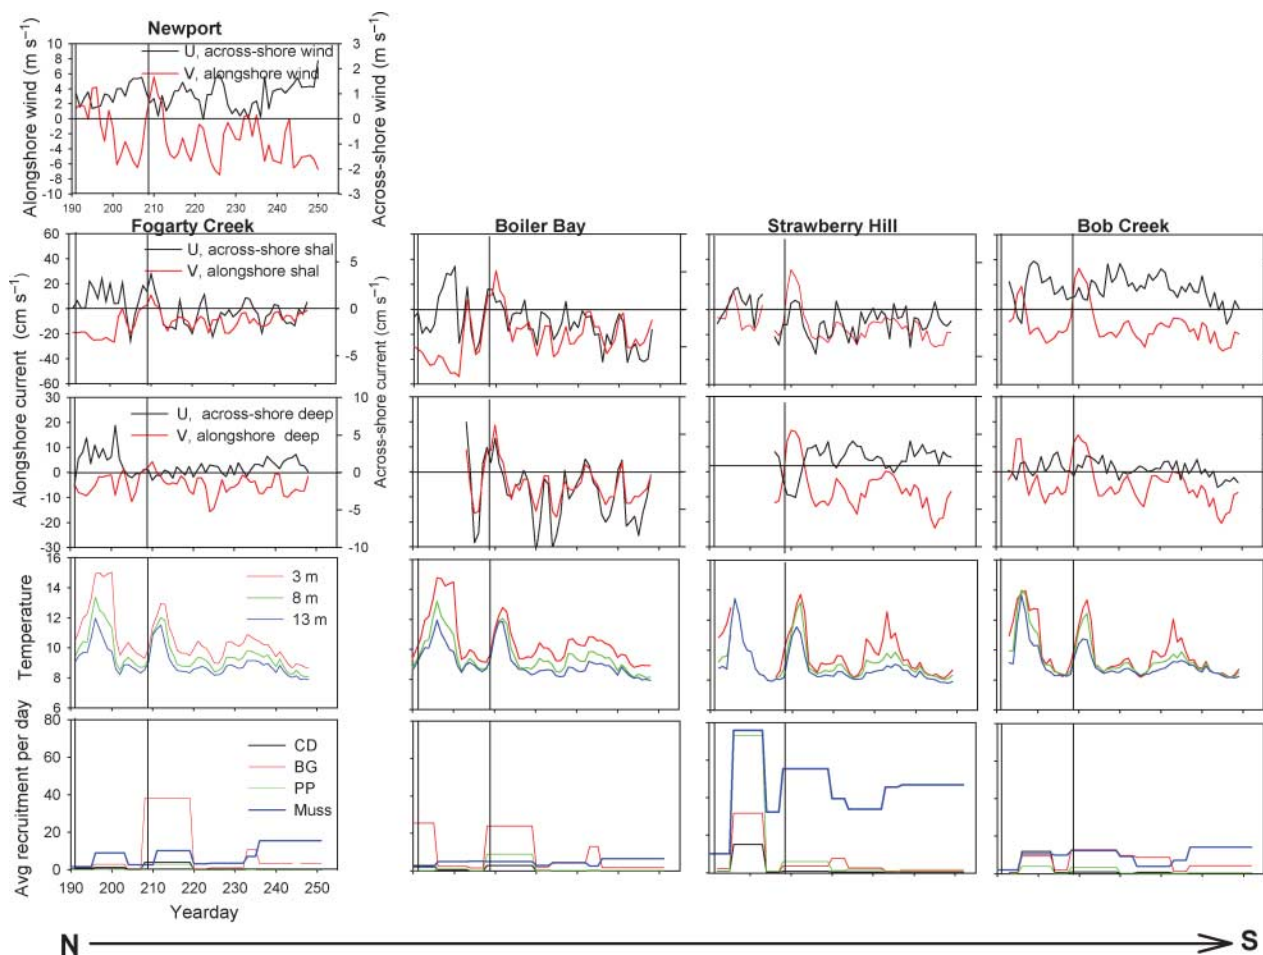 Newport
Alongshore wind (m s⁻¹)
10
8
6
4
2
0
-2
-4
-6
-8
-10
U, across-shore wind
V, alongshore wind
3
2
1
0
-1
-2
-3
Across-shore wind (m s⁻¹)
190 200 210 220 230 240 250
Fogarty Creek
Boiler Bay
Strawberry Hill
Bob Creek
Alongshore current (cm s⁻¹)
60
40
20
0
-20
-40
-60
U, across-shore shal
V, alongshore shal
5
0
-5
Across-shore current (cm s⁻¹)
30
20
10
0
-10
-20
-30
U, across-shore deep
V, alongshore deep
10
5
0
-5
-10
Temperature
16
14
12
10
8
6
3 m
8 m
13 m
Avg recruitment per day
80
60
40
20
0
CD
BG
PP
Muss
190 200 210 220 230 240 250
Yearday
N
S